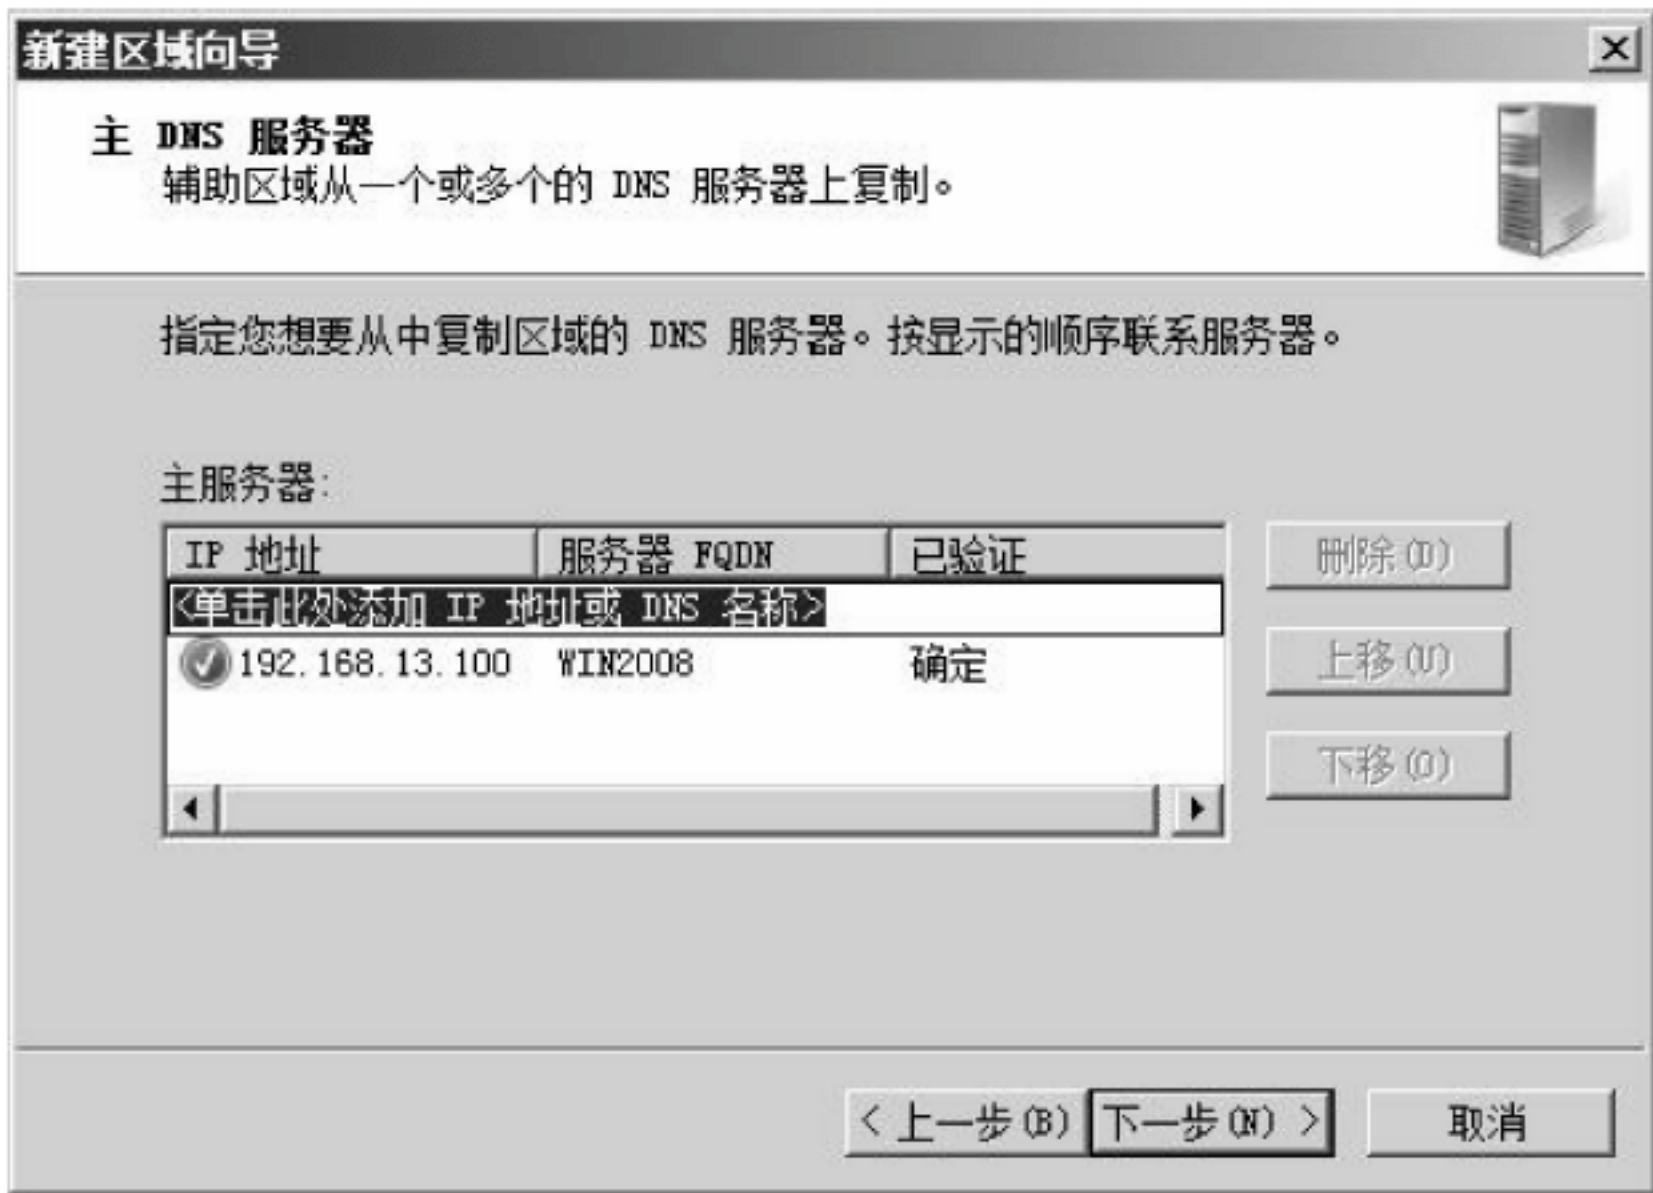 新建区域向导
主 DNS 服务器
辅助区域从一个或多个的 DNS 服务器上复制。
指定您想要从中复制区域的 DNS 服务器。按显示的顺序联系服务器。
主服务器:
IP 地址 服务器 FQDN 已验证
<单击此处添加 IP 地址或 DNS 名称>
192.168.13.100 WIN2008 确定
删除(D)
上移(U)
下移(O)
< 上一步(B) 下一步(N) > 取消